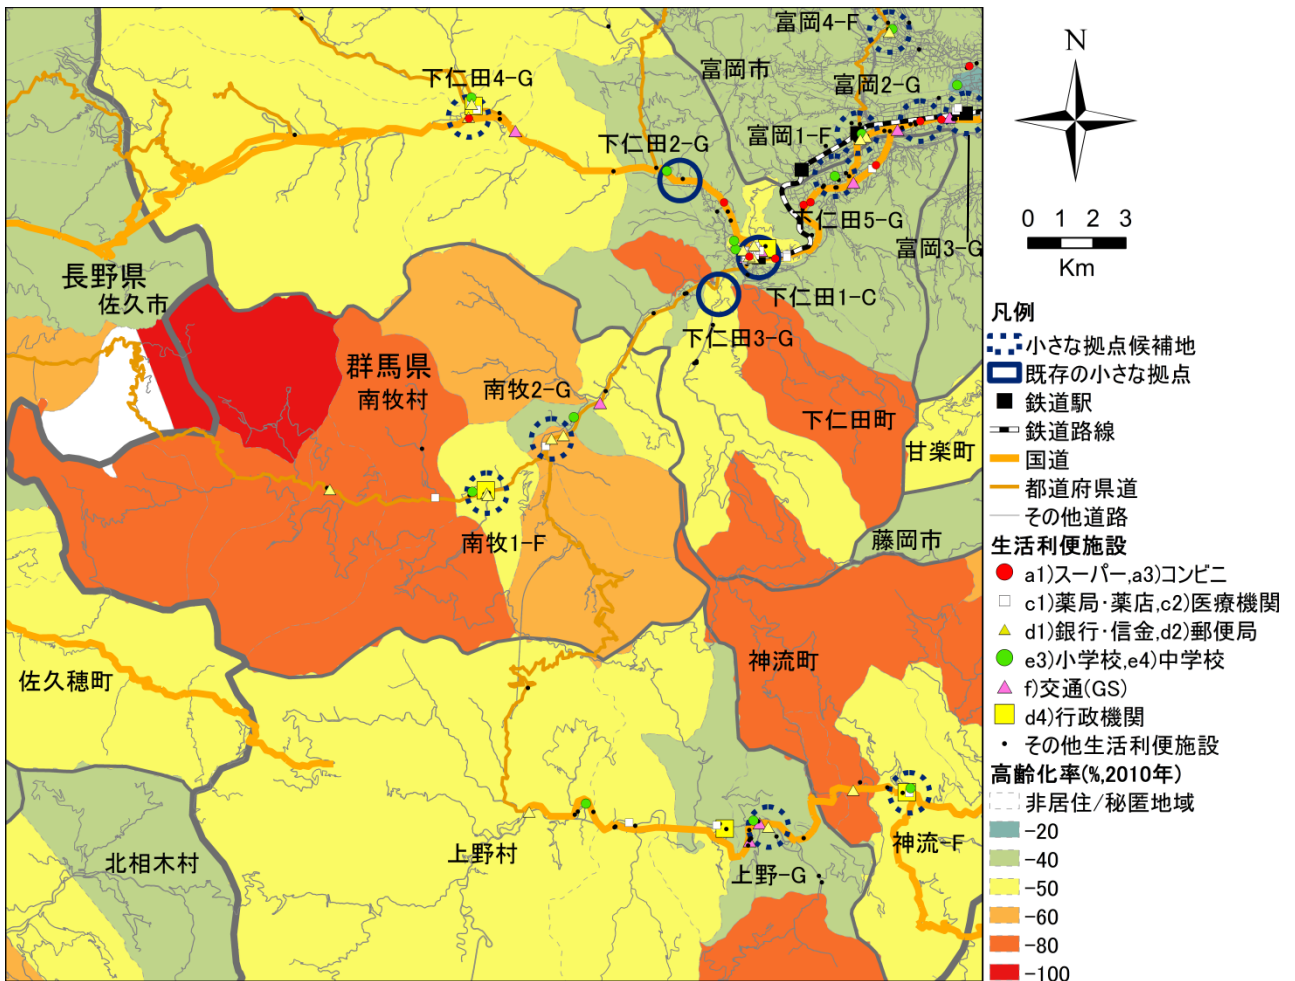 富岡4-F
富岡市
富岡2-G
下仁田4-G
富岡1-F
下仁田2-G
下仁田5-G
富岡3-G
長野県
佐久市
下仁田1-C
下仁田3-G
群馬県
南牧村
南牧2-G
下仁田町
甘楽町
南牧1-F
藤岡市
佐久穂町
神流町
北相木村
上野村
上野-G
神流-F
N
0 1 2 3
Km
凡例
小さな拠点候補地
既存の小さな拠点
鉄道駅
鉄道路線
国道
都道府県道
その他道路
生活利便施設
a1)スーパー,a3)コンビニ
c1)薬局・薬店,c2)医療機関
d1)銀行・信金,d2)郵便局
e3)小学校,e4)中学校
f)交通(GS)
d4)行政機関
その他生活利便施設
高齢化率(%,2010年)
非居住/秘匿地域
-20
-40
-50
-60
-80
-100